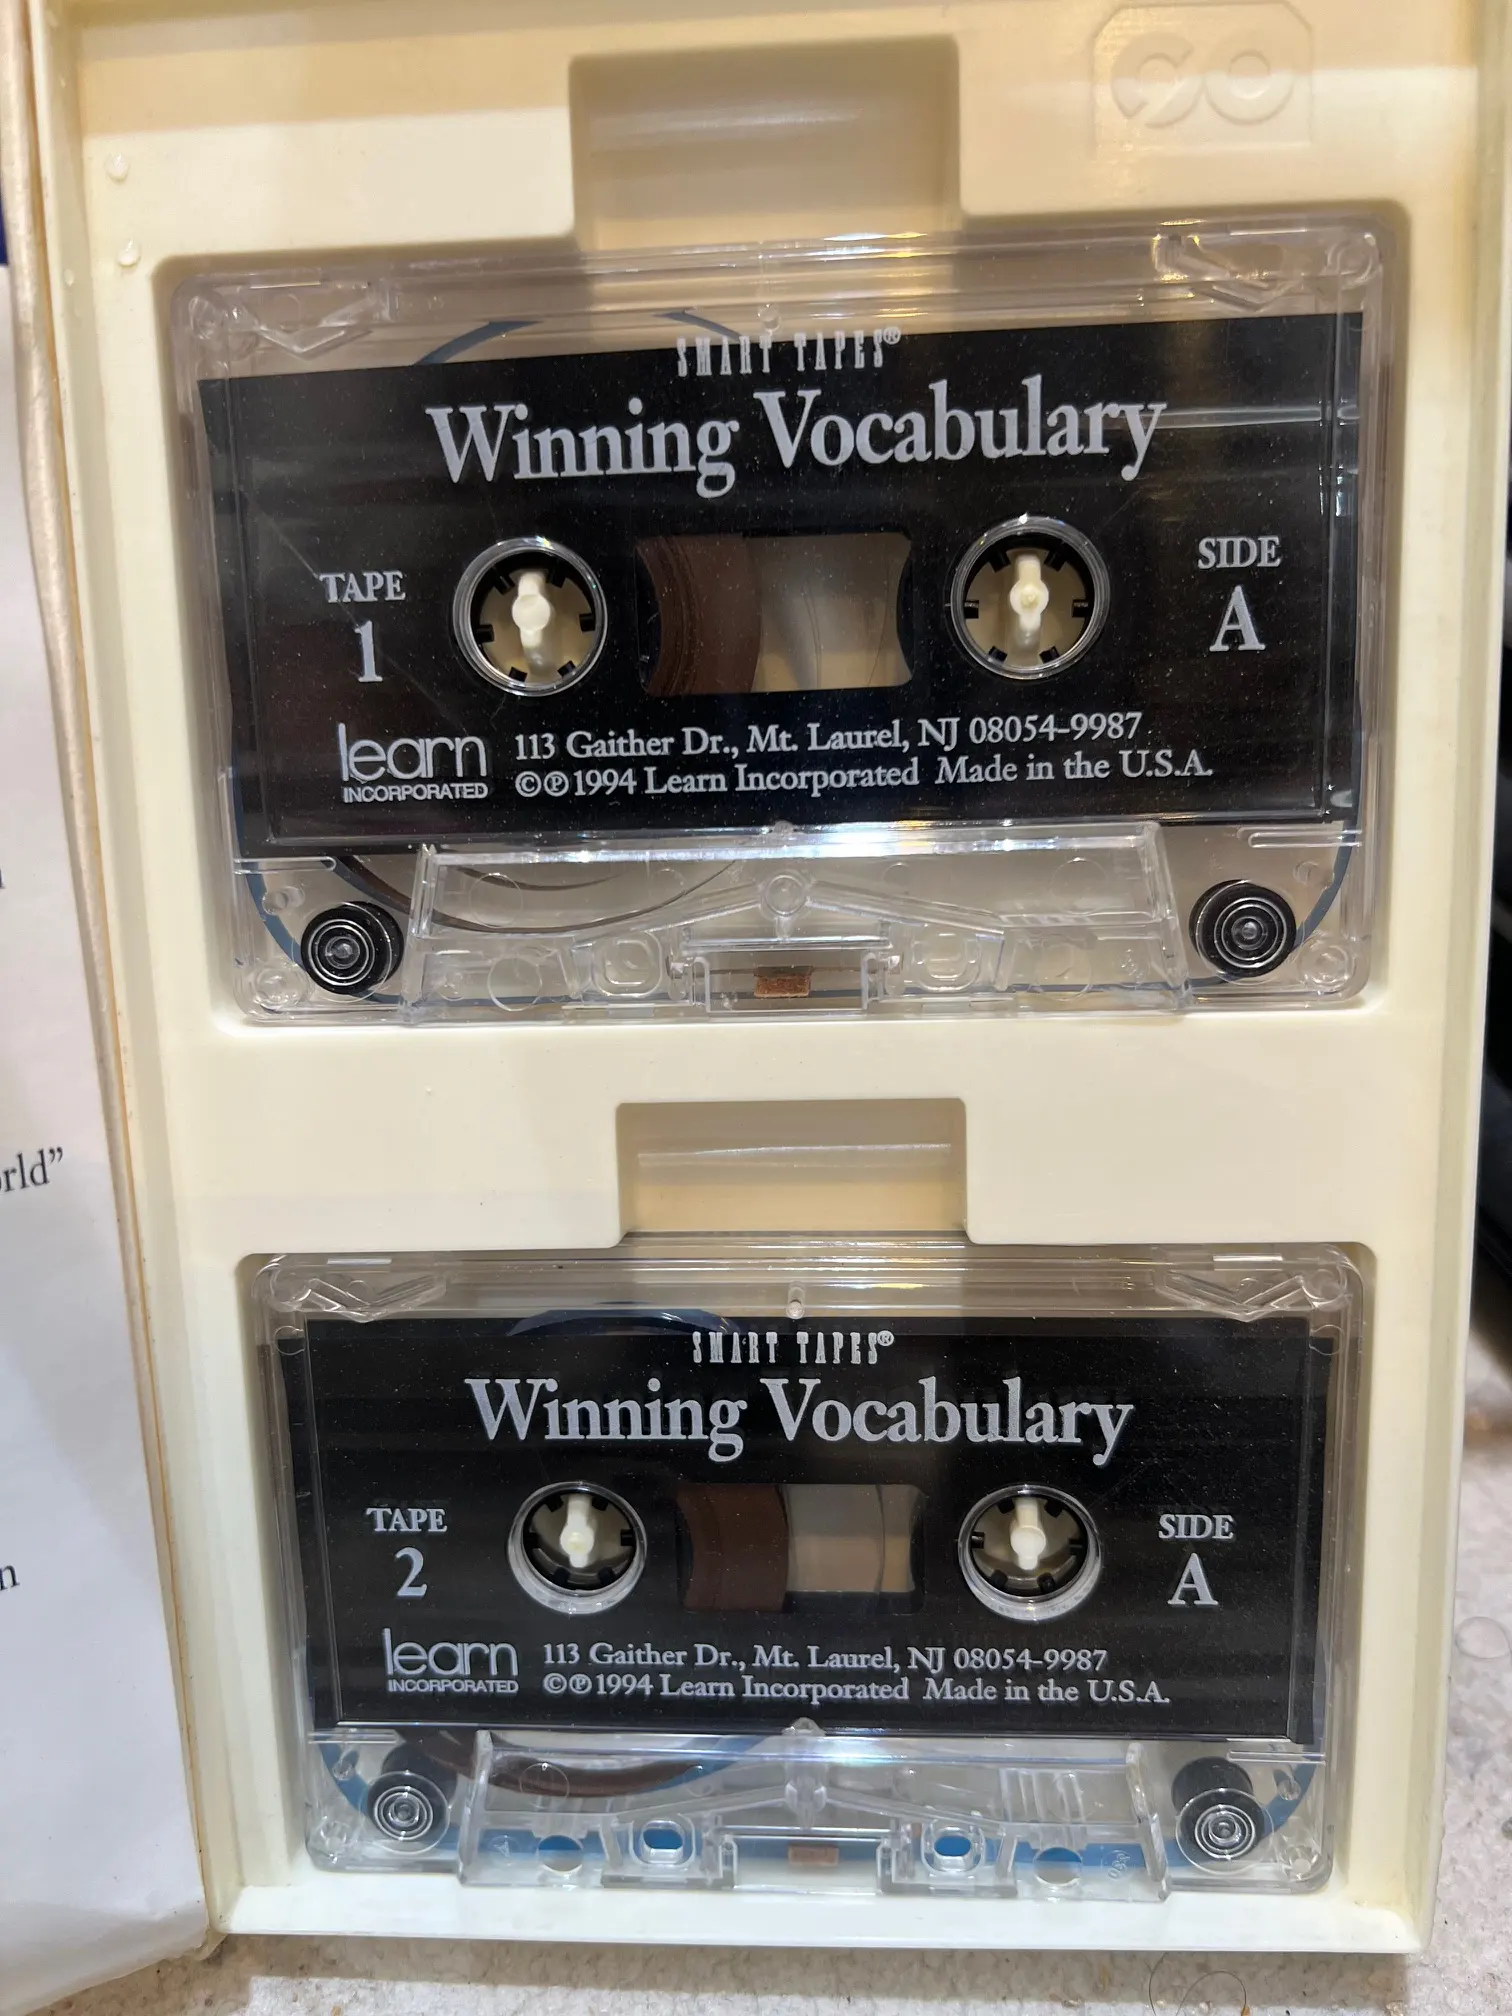 SMART TAPES®
Winning Vocabulary
TAPE
1
SIDE
A
learn
INCORPORATED
113 Gaither Dr., Mt. Laurel, NJ 08054-9987
©℗1994 Learn Incorporated Made in the U.S.A.
SMART TAPES®
Winning Vocabulary
TAPE
2
SIDE
A
learn
INCORPORATED
113 Gaither Dr., Mt. Laurel, NJ 08054-9987
©℗1994 Learn Incorporated Made in the U.S.A.